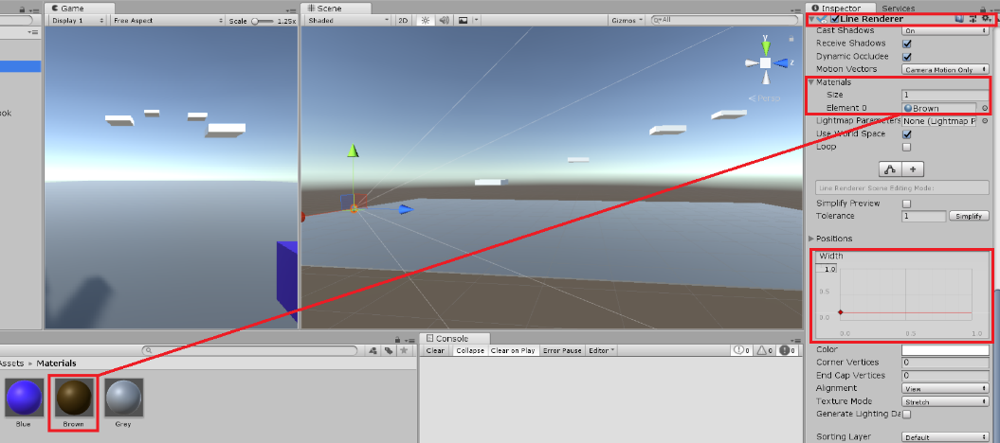 Game
Display 1
Free Aspect
Scale
1.25x
Scene
Shaded
2D
Gizmos
All
y
z
Persp
Inspector
Services
Line Renderer
Cast Shadows
On
Receive Shadows
Dynamic Occludee
Motion Vectors
Camera Motion Only
Materials
Size
1
Element 0
Brown
Lightmap Parameters
None (Lightmap P
Use World Space
Loop
+
Line Renderer Scene Editing Mode:
Simplify Preview
Tolerance
1
Simplify
Positions
Width
1.0
0.5
0.0
0.0
0.5
1.0
Color
Corner Vertices
0
End Cap Vertices
0
Alignment
View
Texture Mode
Stretch
Generate Lighting Da
Sorting Layer
Default
ook
Assets ▸ Materials
Blue
Brown
Grey
Console
Clear
Collapse
Clear on Play
Error Pause
Editor
0
0
0